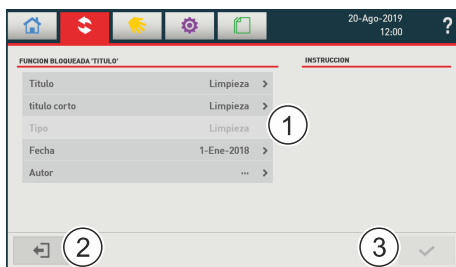 20-Ago-2019
12:00
?
FUNCION BLOQUEADA 'TITULO'
INSTRUCCION
Titulo Limpieza >
titulo corto Limpieza >
Tipo Limpieza
Fecha 1-Ene-2018 >
Autor ... >
1
2
3